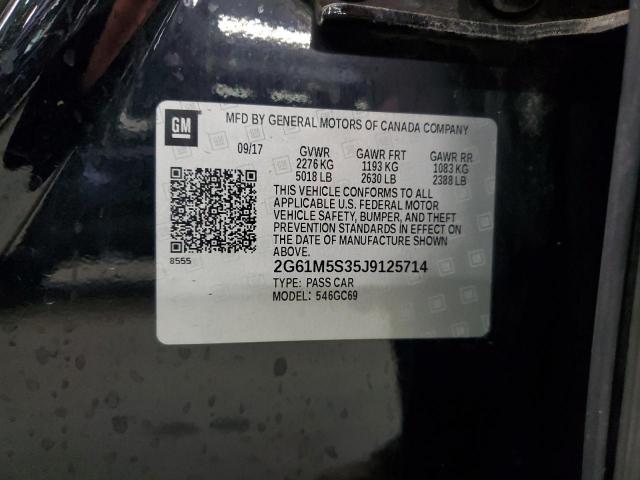 GM
MFD BY GENERAL MOTORS OF CANADA COMPANY
09/17 GVWR GAWR FRT GAWR RR
2276 KG 1193 KG 1083 KG
5018 LB 2630 LB 2388 LB
THIS VEHICLE CONFORMS TO ALL
APPLICABLE U.S. FEDERAL MOTOR
VEHICLE SAFETY, BUMPER, AND THEFT
PREVENTION STANDARDS IN EFFECT ON
THE DATE OF MANUFACTURE SHOWN
ABOVE.
8555
2G61M5S35J9125714
TYPE: PASS CAR
MODEL: 546GC69